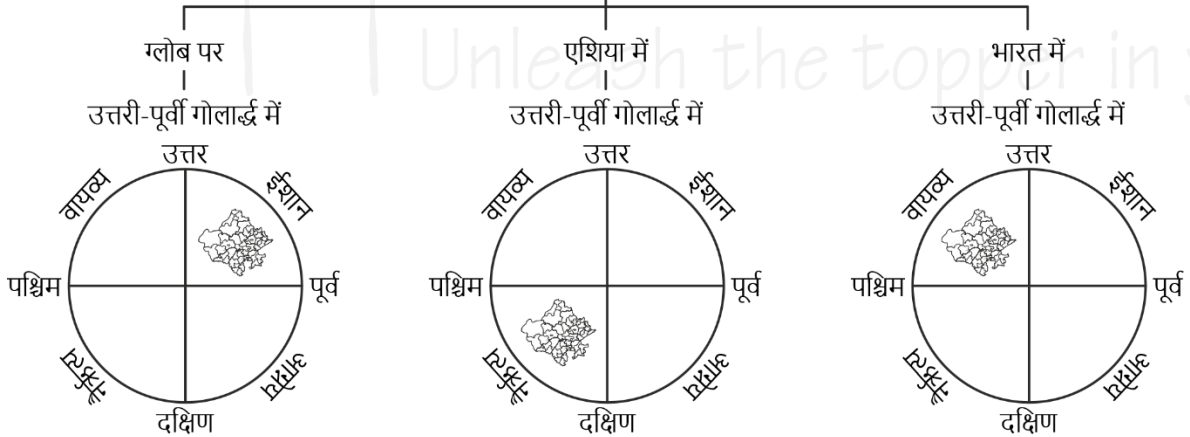 Unleash the topper in
ग्लोब पर
एशिया में
भारत में
उत्तरी-पूर्वी गोलार्द्ध में
उत्तरी-पूर्वी गोलार्द्ध में
उत्तरी-पूर्वी गोलार्द्ध में
उत्तर
उत्तर
उत्तर
वायव्य
ईशान
वायव्य
ईशान
वायव्य
ईशान
पश्चिम
पूर्व
पश्चिम
पूर्व
पश्चिम
पूर्व
नैर्ऋत्य
आग्नेय
नैर्ऋत्य
आग्नेय
नैर्ऋत्य
आग्नेय
दक्षिण
दक्षिण
दक्षिण